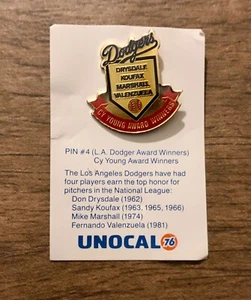 Dodgers
DRYSDALE
KOUFAX
MARSHALL
VALENZUELA
CY YOUNG AWARD WINNERS
PIN #4 (L.A. Dodger Award Winners)
Cy Young Award Winners
The Los Angeles Dodgers have had
four players earn the top honor for
pitchers in the National League:
Don Drysdale (1962)
Sandy Koufax (1963, 1965, 1966)
Mike Marshall (1974)
Fernando Valenzuela (1981)
UNOCAL 76